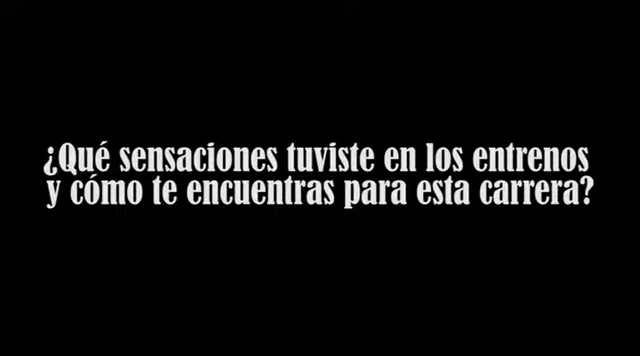 ¿Qué sensaciones tuviste en los entrenos
y cómo te encuentras para esta carrera?